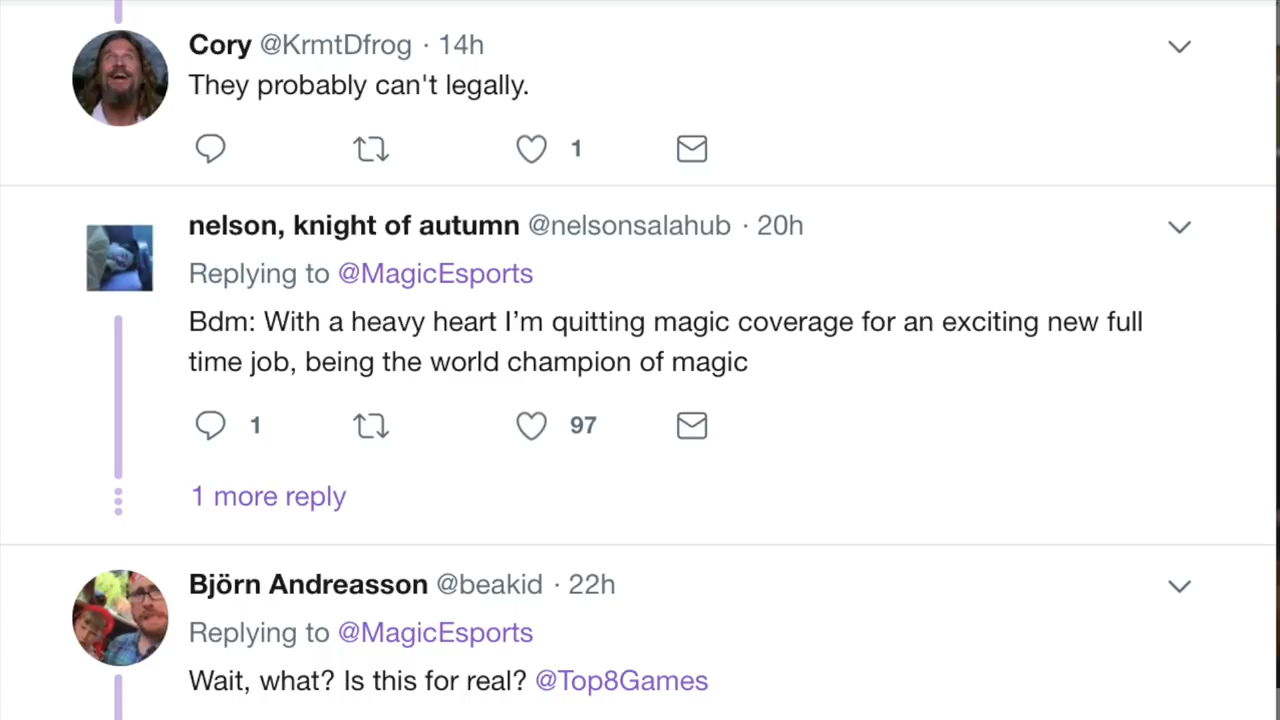 Cory @KrmtDfrog · 14h
They probably can't legally.
1
nelson, knight of autumn @nelsonsalahub · 20h
Replying to @MagicEsports
Bdm: With a heavy heart I’m quitting magic coverage for an exciting new full
time job, being the world champion of magic
1 97
1 more reply
Björn Andreasson @beakid · 22h
Replying to @MagicEsports
Wait, what? Is this for real? @Top8Games